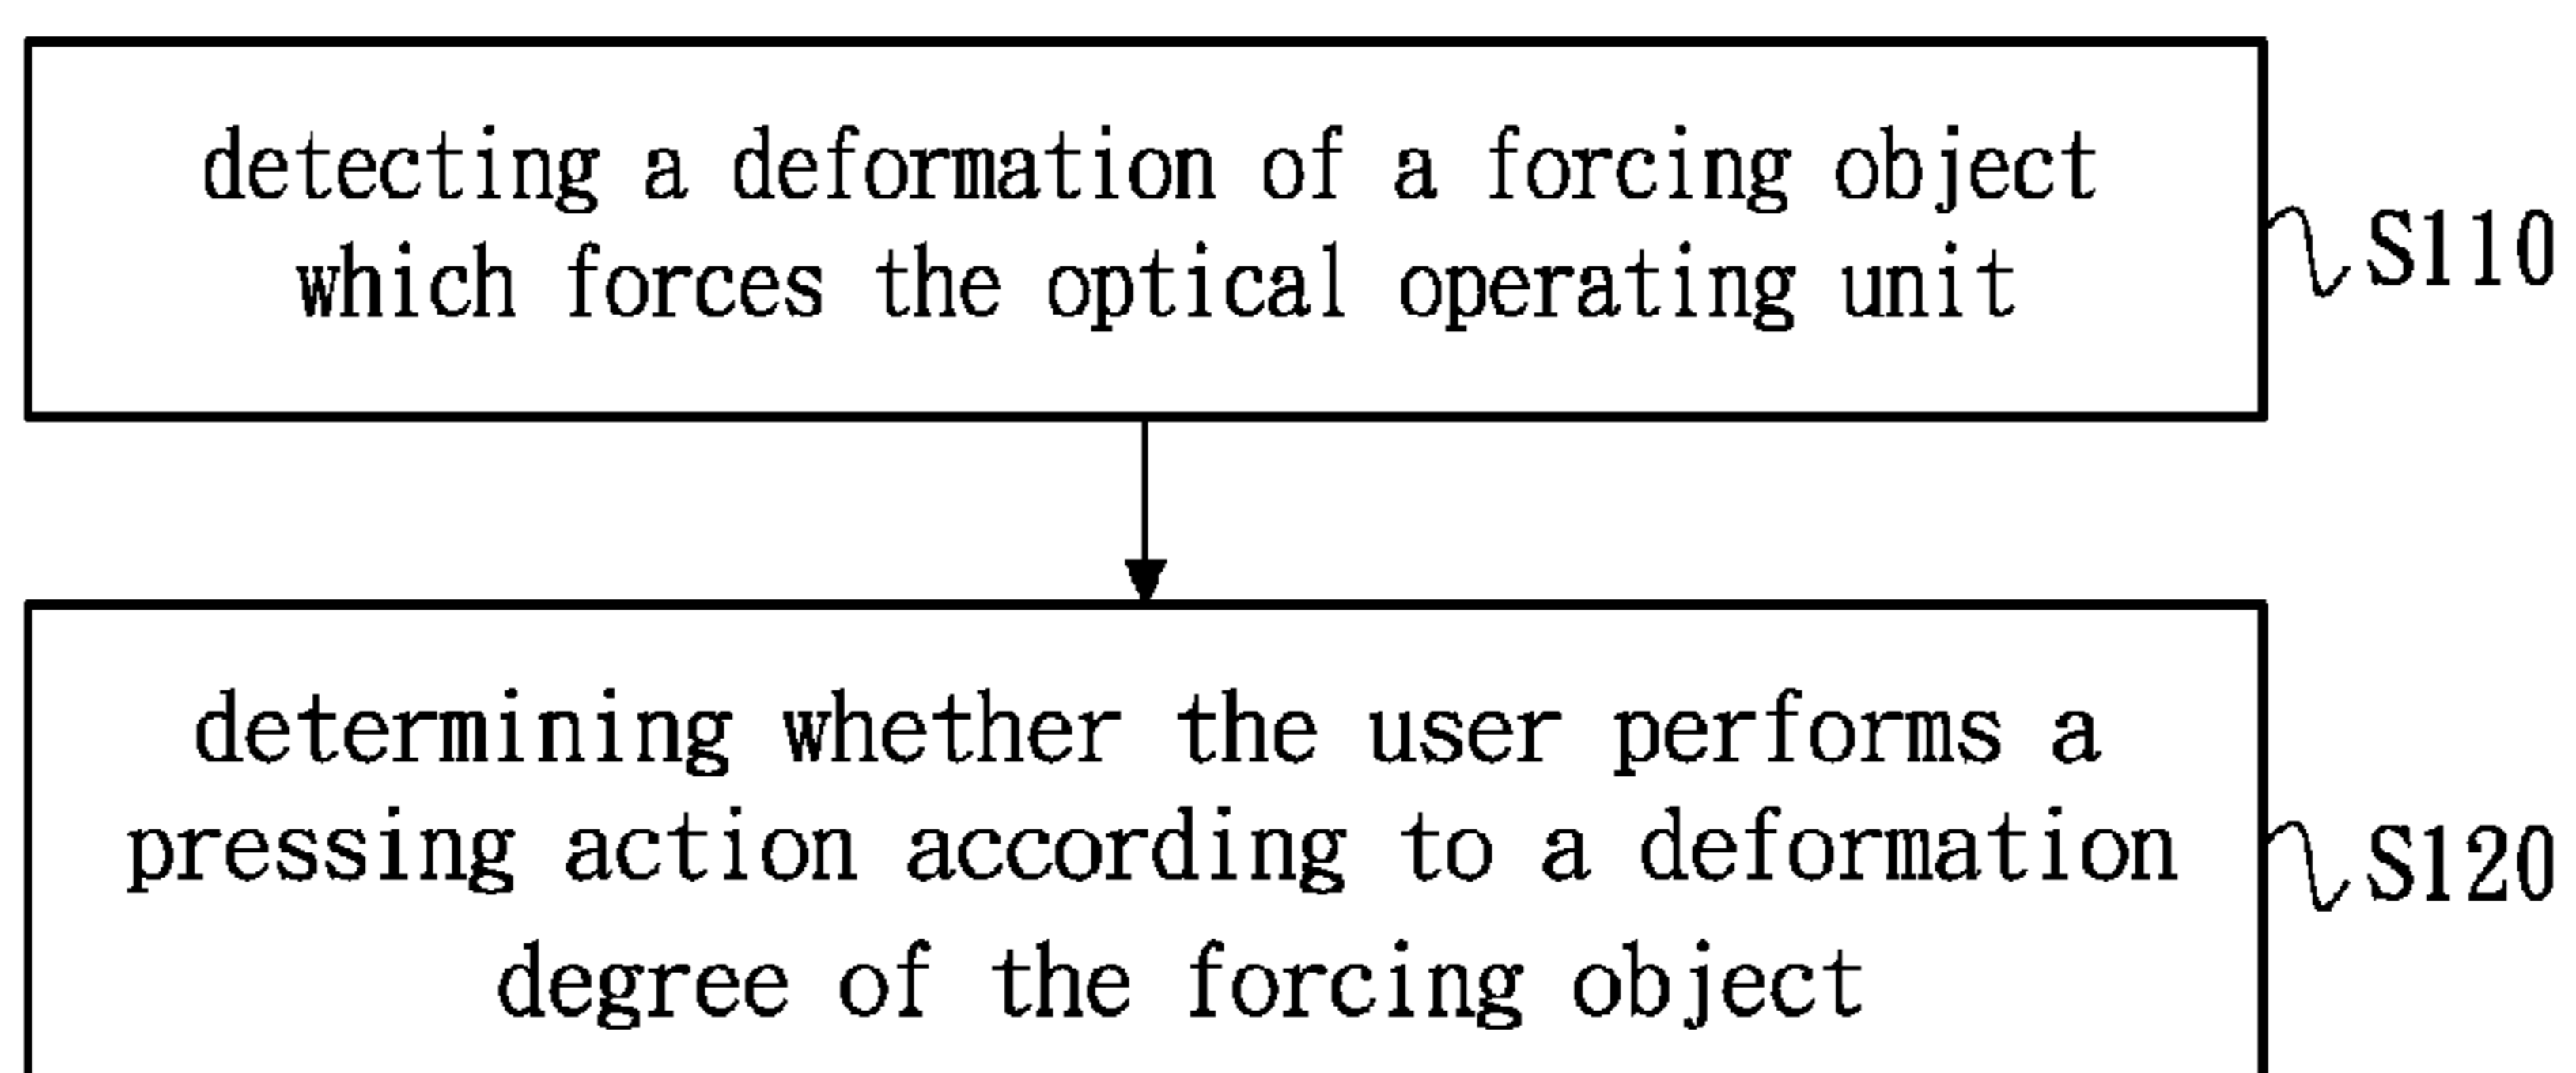 detecting a deformation of a forcing object
which forces the optical operating unit
S110
determining whether the user performs a
pressing action according to a deformation
degree of the forcing object
S120